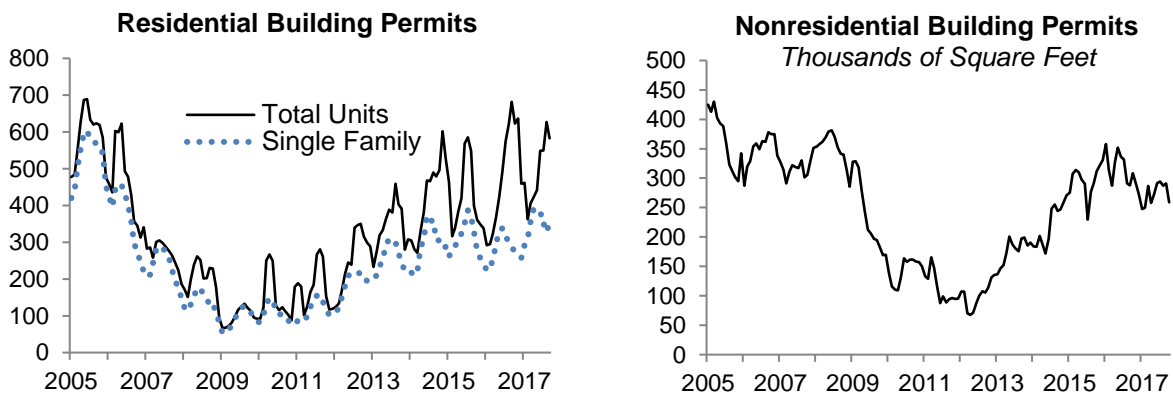 Residential Building Permits
800
700
600
500
400
300
200
100
0
Total Units
Single Family
2005 2007 2009 2011 2013 2015 2017
Nonresidential Building Permits
Thousands of Square Feet
500
450
400
350
300
250
200
150
100
50
0
2005 2007 2009 2011 2013 2015 2017